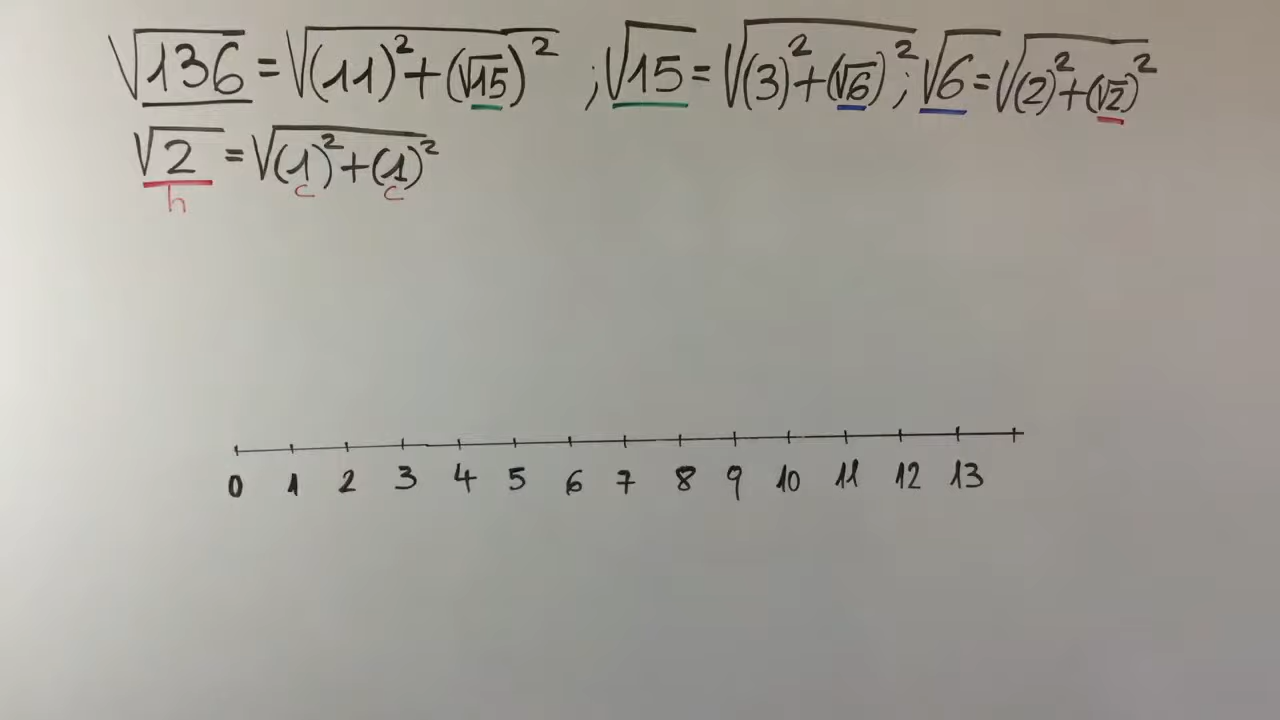 √136 = √(11)² + (√15)² ; √15 = √(3)² + (√6)² ; √6 = √(2)² + (√2)²
√2 = √(1)² + (1)²
h c c
0 1 2 3 4 5 6 7 8 9 10 11 12 13